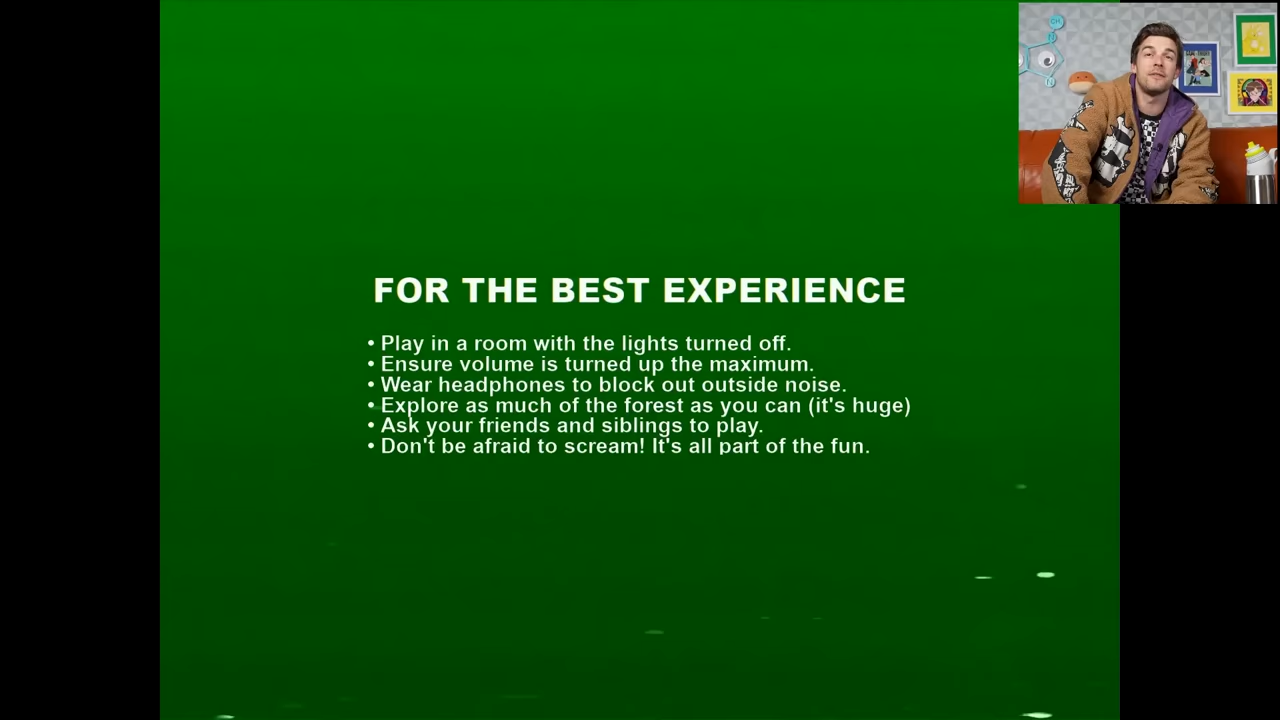 FOR THE BEST EXPERIENCE
• Play in a room with the lights turned off.
• Ensure volume is turned up the maximum.
• Wear headphones to block out outside noise.
• Explore as much of the forest as you can (it's huge)
• Ask your friends and siblings to play.
• Don't be afraid to scream! It's all part of the fun.